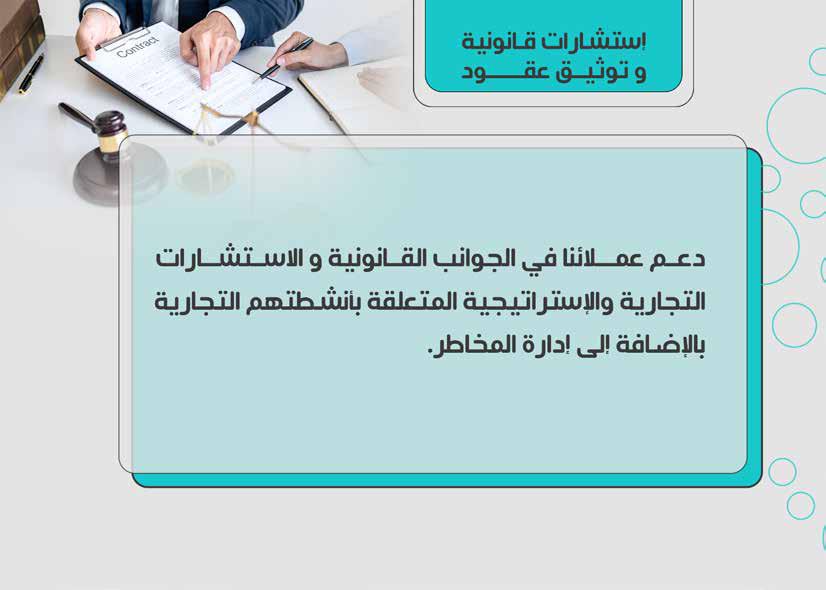 إستشارات قانونية
و توثيق عقود
Contract
دعم عملائنا في الجوانب القانونية و الاستشارات
التجارية والإستراتيجية المتعلقة بأنشطتهم التجارية
بالإضافة إلى إدارة المخاطر.